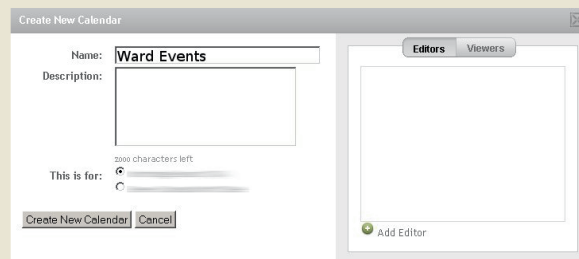 Create New Calendar
Name: Ward Events
Description:
2000 characters left
This is for:
Create New Calendar Cancel
Editors Viewers
Add Editor